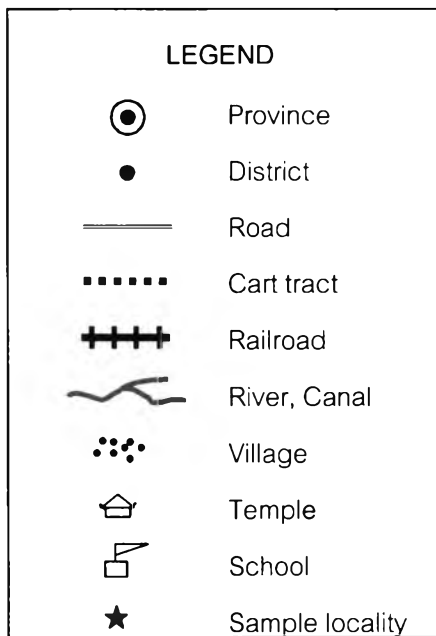 LEGEND
Province
District
Road
Cart tract
Railroad
River, Canal
Village
Temple
School
Sample locality